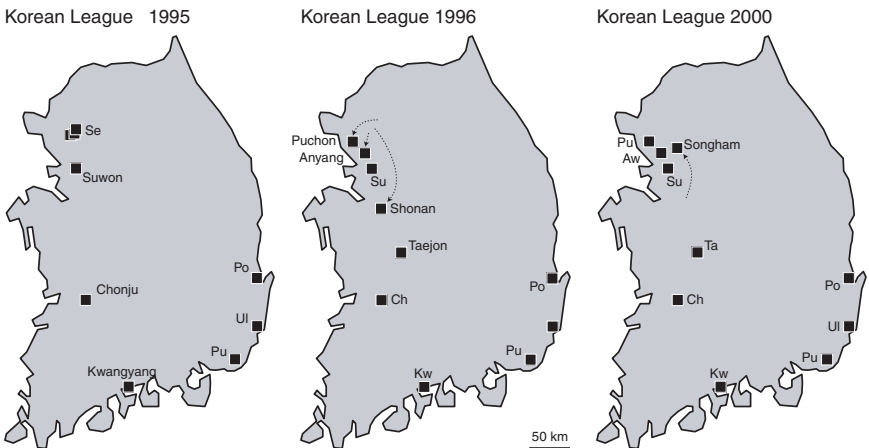 Korean League 1995
Se
Suwon
Chonju
Po
Ul
Pu
Kwangyang
Korean League 1996
Puchon
Anyang
Su
Shonan
Taejon
Ch
Po
Pu
Kw
50 km
Korean League 2000
Pu
Aw
Songham
Su
Ta
Ch
Po
Ul
Pu
Kw